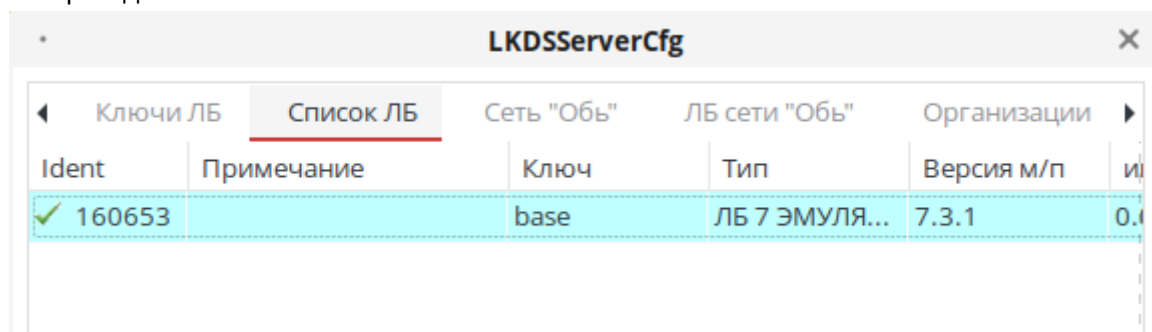 LKDSServerCfg
Ключи ЛБ Список ЛБ Сеть "Обь" ЛБ сети "Обь" Организации
Ident Примечание Ключ Тип Версия м/п
160653 base ЛБ 7 ЭМУЛЯ... 7.3.1